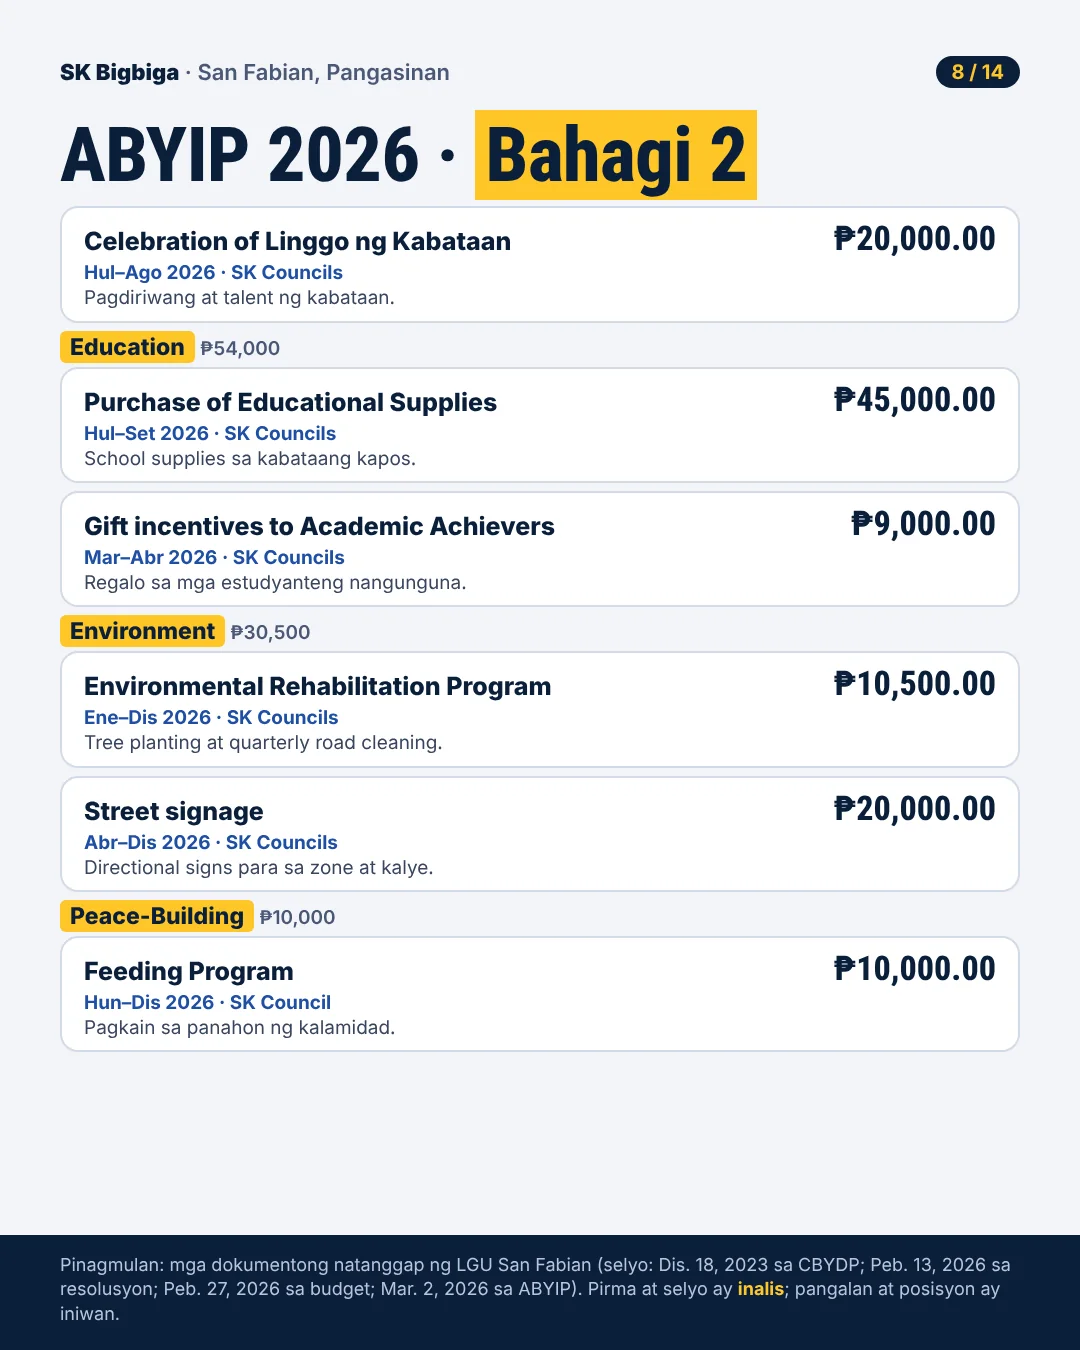 SK Bigbiga · San Fabian, Pangasinan
8 / 14
ABYIP 2026 · Bahagi 2
Celebration of Linggo ng Kabataan
₱20,000.00
Hul–Ago 2026 · SK Councils
Pagdiriwang at talent ng kabataan.
Education ₱54,000
Purchase of Educational Supplies
₱45,000.00
Hul–Set 2026 · SK Councils
School supplies sa kabataang kapos.
Gift incentives to Academic Achievers
₱9,000.00
Mar–Abr 2026 · SK Councils
Regalo sa mga estudyanteng nangunguna.
Environment ₱30,500
Environmental Rehabilitation Program
₱10,500.00
Ene–Dis 2026 · SK Councils
Tree planting at quarterly road cleaning.
Street signage
₱20,000.00
Abr–Dis 2026 · SK Councils
Directional signs para sa zone at kalye.
Peace-Building ₱10,000
Feeding Program
₱10,000.00
Hun–Dis 2026 · SK Council
Pagkain sa panahon ng kalamidad.
Pinagmulan: mga dokumentong natanggap ng LGU San Fabian (selyo: Dis. 18, 2023 sa CBYDP; Peb. 13, 2026 sa
resolusyon; Peb. 27, 2026 sa budget; Mar. 2, 2026 sa ABYIP). Pirma at selyo ay inalis; pangalan at posisyon ay
iniwan.